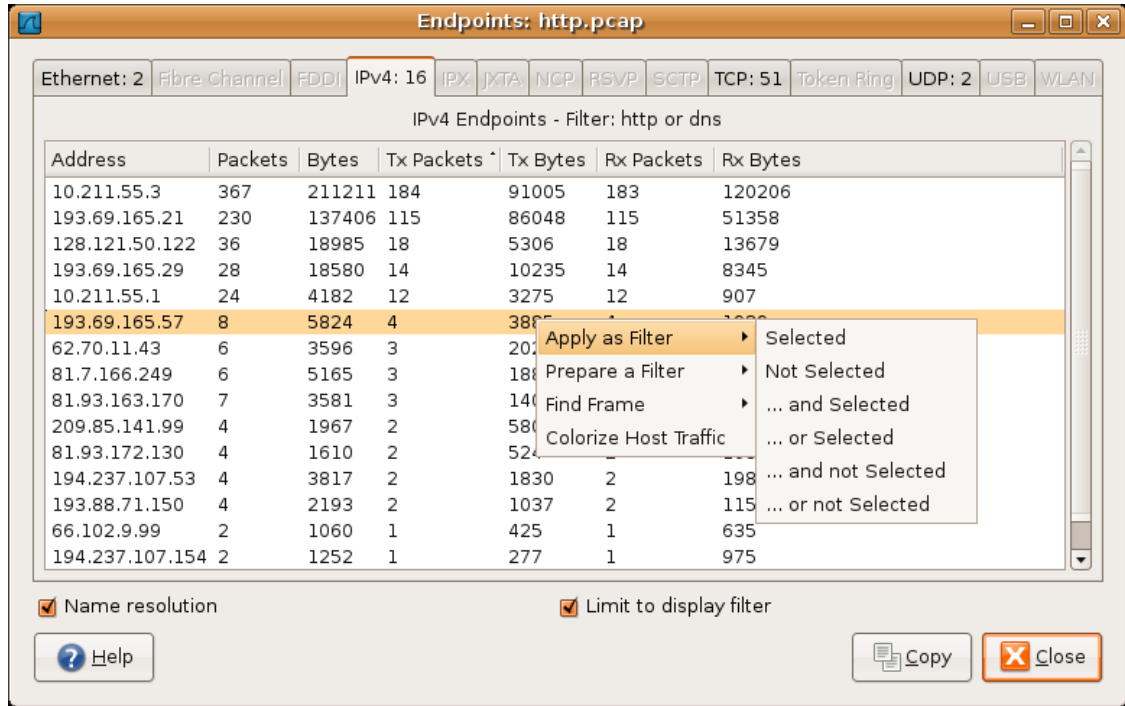 Endpoints: http.pcap
Ethernet: 2 Fibre Channel FDDI IPv4: 16 IPX JXTA NCP RSVP SCTP TCP: 51 Token Ring UDP: 2 USB WLAN
IPv4 Endpoints - Filter: http or dns
Address Packets Bytes Tx Packets Tx Bytes Rx Packets Rx Bytes
10.211.55.3 367 211211 184 91005 183 120206
193.69.165.21 230 137406 115 86048 115 51358
128.121.50.122 36 18985 18 5306 18 13679
193.69.165.29 28 18580 14 10235 14 8345
10.211.55.1 24 4182 12 3275 12 907
193.69.165.57 8 5824 4
Apply as Filter Selected
62.70.11.43 6 3596 3
81.7.166.249 6 5165 3
Prepare a Filter Not Selected
81.93.163.170 7 3581 3
Find Frame ... and Selected
209.85.141.99 4 1967 2
81.93.172.130 4 1610 2
Colorize Host Traffic ... or Selected
194.237.107.53 4 3817 2 1830 2 198
... and not Selected
193.88.71.150 4 2193 2 1037 2 115
... or not Selected
66.102.9.99 2 1060 1 425 1 635
194.237.107.154 2 1252 1 277 1 975
Name resolution Limit to display filter
Help Copy Close